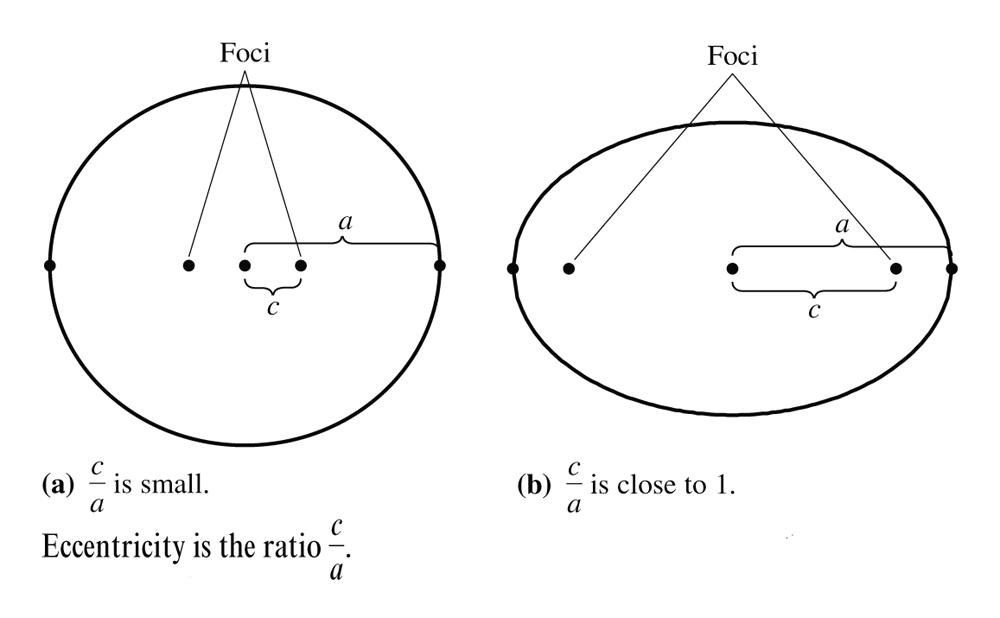 Foci
a
c
(a) c/a is small.
Eccentricity is the ratio c/a.
Foci
a
c
(b) c/a is close to 1.